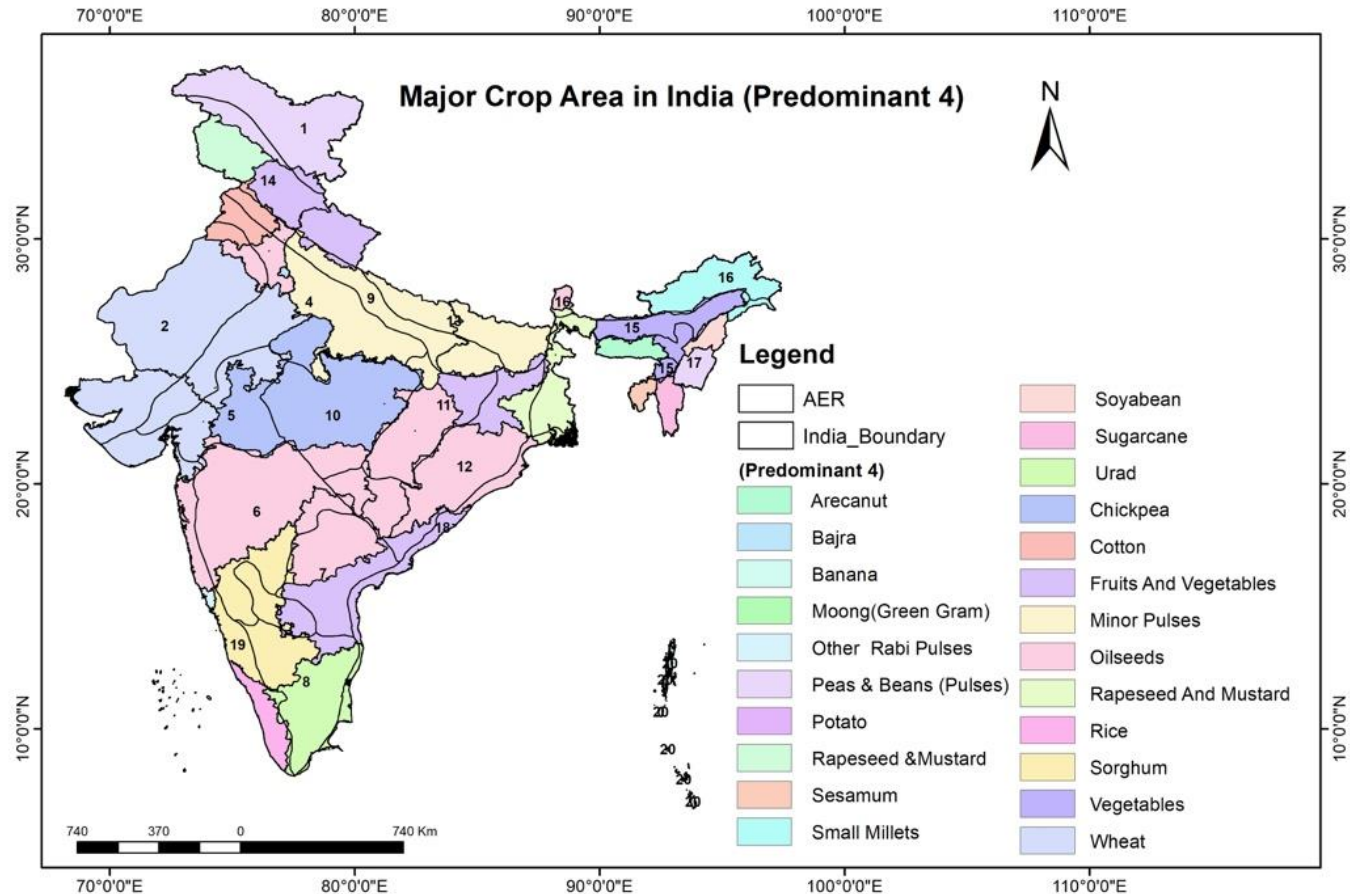 70°0'0"E 80°0'0"E 90°0'0"E 100°0'0"E 110°0'0"E
Major Crop Area in India (Predominant 4)
N
30°0'0"N
20°0'0"N
10°0'0"N
30°0'0"N
20°0'0"N
10°0'0"N
1
14
2
4
9
13
16
16
15
15
17
5
10
11
12
6
18
7
3
19
8
20
20
20
20
20
20
Legend
AER
India_Boundary
(Predominant 4)
Arecanut
Bajra
Banana
Moong(Green Gram)
Other Rabi Pulses
Peas & Beans (Pulses)
Potato
Rapeseed &Mustard
Sesamum
Small Millets
Soyabean
Sugarcane
Urad
Chickpea
Cotton
Fruits And Vegetables
Minor Pulses
Oilseeds
Rapeseed And Mustard
Rice
Sorghum
Vegetables
Wheat
740 370 0 740 Km
70°0'0"E 80°0'0"E 90°0'0"E 100°0'0"E 110°0'0"E